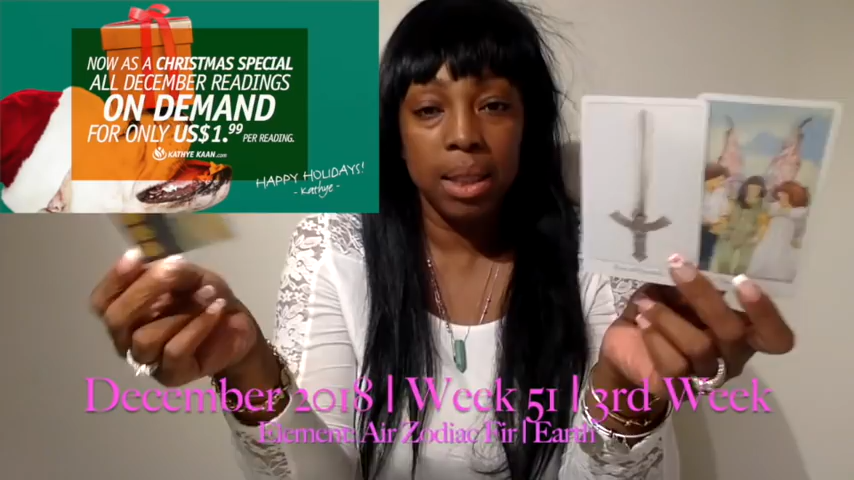 NOW AS A CHRISTMAS SPECIAL
ALL DECEMBER READINGS
ON DEMAND
FOR ONLY US$1.99 PER READING.
KATHYE KAAN.com
HAPPY HOLIDAYS!
- Kathye -
December 2018 | Week 51 | 3rd Week
Element: Air Zodiac Fir | Earth